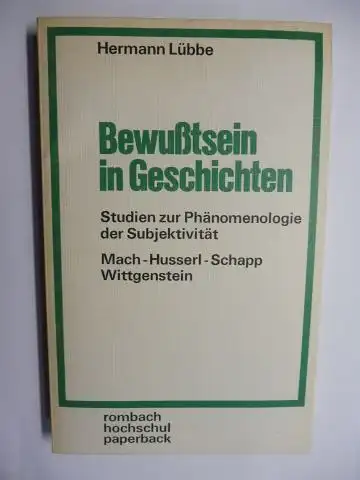 Hermann Lübbe
Bewußtsein
in Geschichten
Studien zur Phänomenologie
der Subjektivität
Mach-Husserl-Schapp
Wittgenstein
rombach
hochschul
paperback